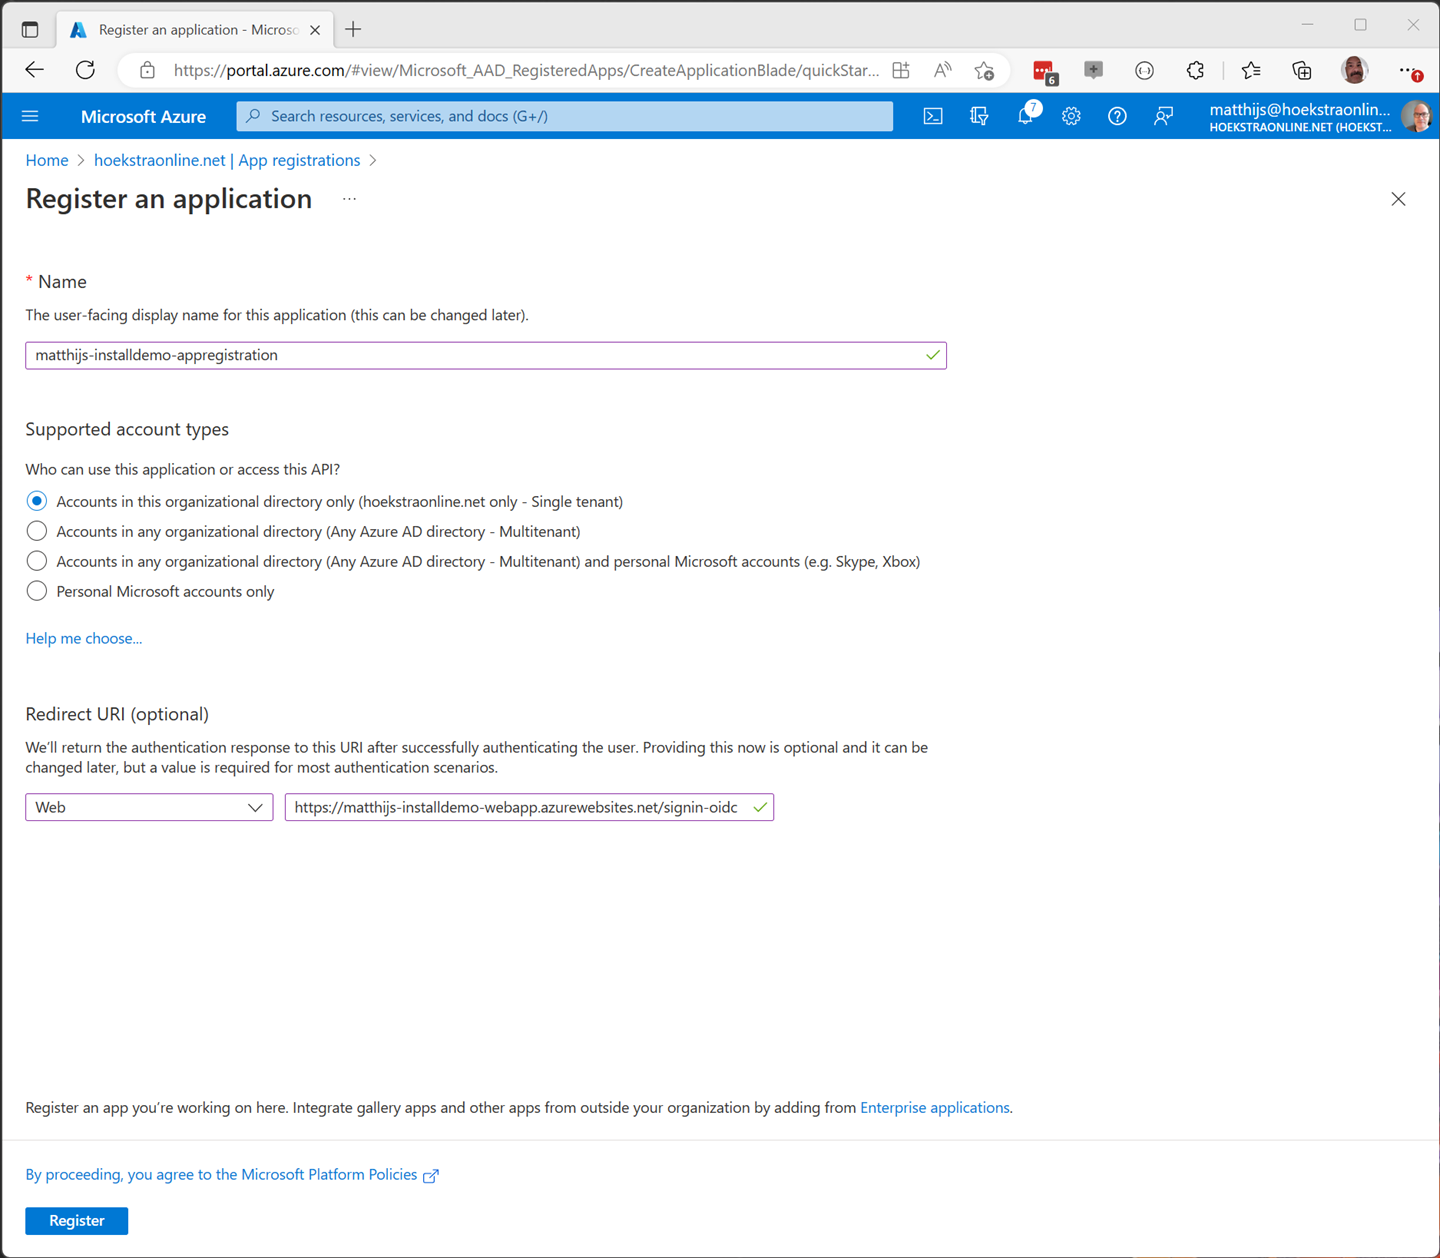 Register an application - Microso
https://portal.azure.com/#view/Microsoft_AAD_RegisteredApps/CreateApplicationBlade/quickStar...
6
Microsoft Azure
Search resources, services, and docs (G+/)
7
matthijs@hoekstraonlin...
HOEKSTRAONLINE.NET (HOEKST...
Home > hoekstraonline.net | App registrations >
Register an application ...
* Name
The user-facing display name for this application (this can be changed later).
matthijs-installdemo-appregistration
Supported account types
Who can use this application or access this API?
Accounts in this organizational directory only (hoekstraonline.net only - Single tenant)
Accounts in any organizational directory (Any Azure AD directory - Multitenant)
Accounts in any organizational directory (Any Azure AD directory - Multitenant) and personal Microsoft accounts (e.g. Skype, Xbox)
Personal Microsoft accounts only
Help me choose...
Redirect URI (optional)
We'll return the authentication response to this URI after successfully authenticating the user. Providing this now is optional and it can be
changed later, but a value is required for most authentication scenarios.
Web
https://matthijs-installdemo-webapp.azurewebsites.net/signin-oidc
Register an app you're working on here. Integrate gallery apps and other apps from outside your organization by adding from Enterprise applications.
By proceeding, you agree to the Microsoft Platform Policies
Register